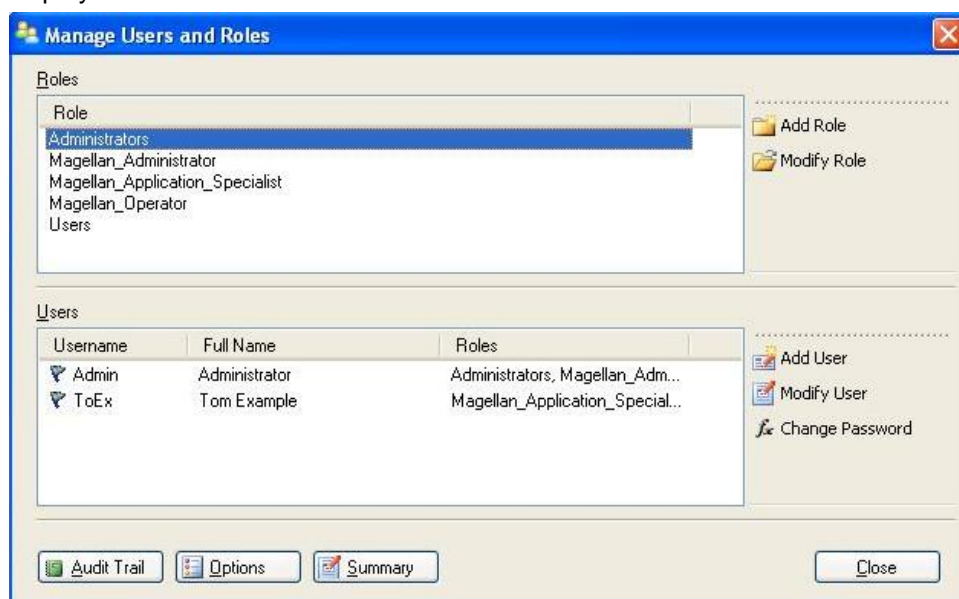 Manage Users and Roles
Roles
Role
Administrators
Magellan_Administrator
Magellan_Application_Specialist
Magellan_Operator
Users
Add Role
Modify Role
Users
Username Full Name Roles
Admin Administrator Administrators, Magellan_Adm...
ToEx Tom Example Magellan_Application_Special...
Add User
Modify User
Change Password
Audit Trail Options Summary Close